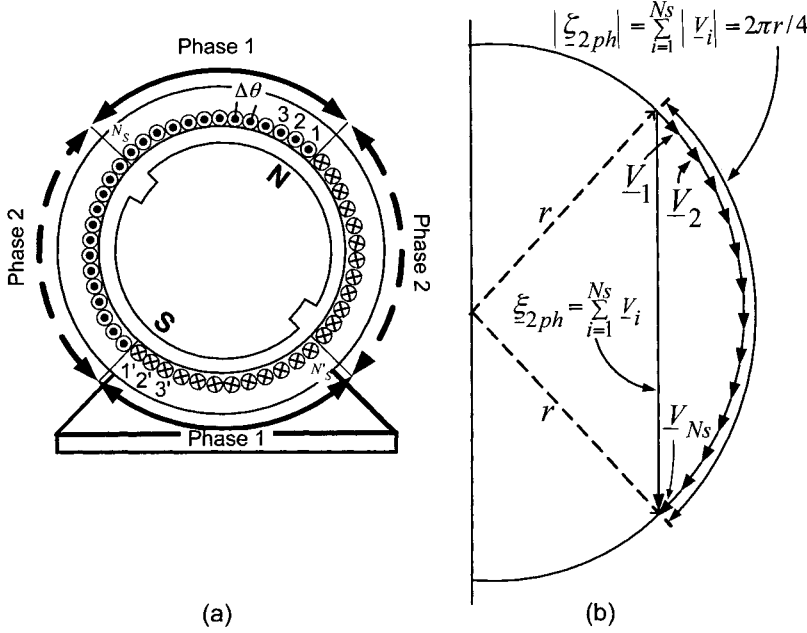 Phase 1
Δθ
N_S
3 2 1
N
Phase 2
Phase 2
S
1' 2' 3'
N'_S
Phase 1
(a)
|ζ_2ph| = Σ_{i=1}^{Ns} |V_i| = 2πr/4
V_1
V_2
r
ξ_2ph = Σ_{i=1}^{Ns} V_i
r
V_Ns
(b)